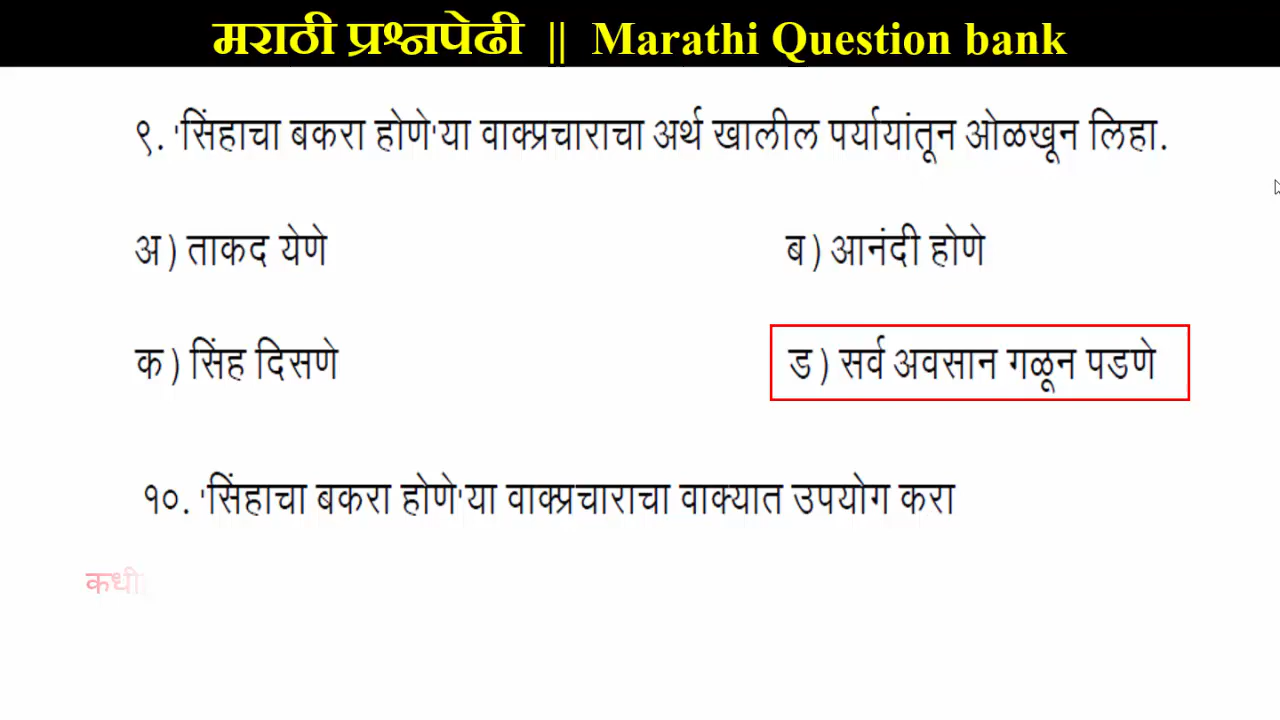 मराठी प्रश्नपेढी || Marathi Question bank
९. 'सिंहाचा बकरा होणे'या वाक्प्रचाराचा अर्थ खालील पर्यायांतून ओळखून लिहा.
अ) ताकद येणे ब) आनंदी होणे
क) सिंह दिसणे ड) सर्व अवसान गळून पडणे
१०. 'सिंहाचा बकरा होणे'या वाक्प्रचाराचा वाक्यात उपयोग करा
कधी